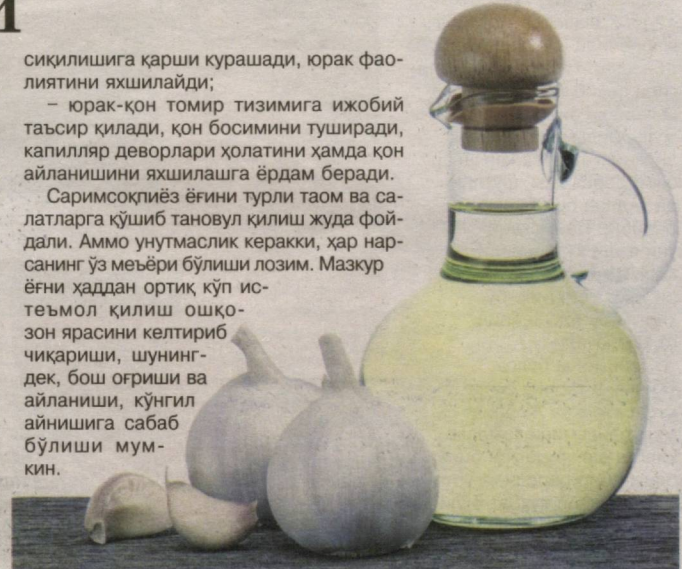 и
сиқилишига қарши курашади, юрак фао-
лиятини яхшилайди;
– юрак-қон томир тизимига ижобий
таъсир қилади, қон босимини туширади,
капилляр деворлари ҳолатини ҳамда қон
айланишини яхшилашга ёрдам беради.
Саримсоқпиёз ёғини турли таом ва са-
латларга қўшиб тановул қилиш жуда фой-
дали. Аммо унутмаслик керакки, ҳар нар-
санинг ўз меъёри бўлиши лозим. Мазкур
ёғни ҳаддан ортиқ кўп ис-
теъмол қилиш ошқо-
зон ярасини келтириб
чиқариши, шунинг-
дек, бош оғриши ва
айланиши, кўнгил
айнишига сабаб
бўлиши мум-
кин.